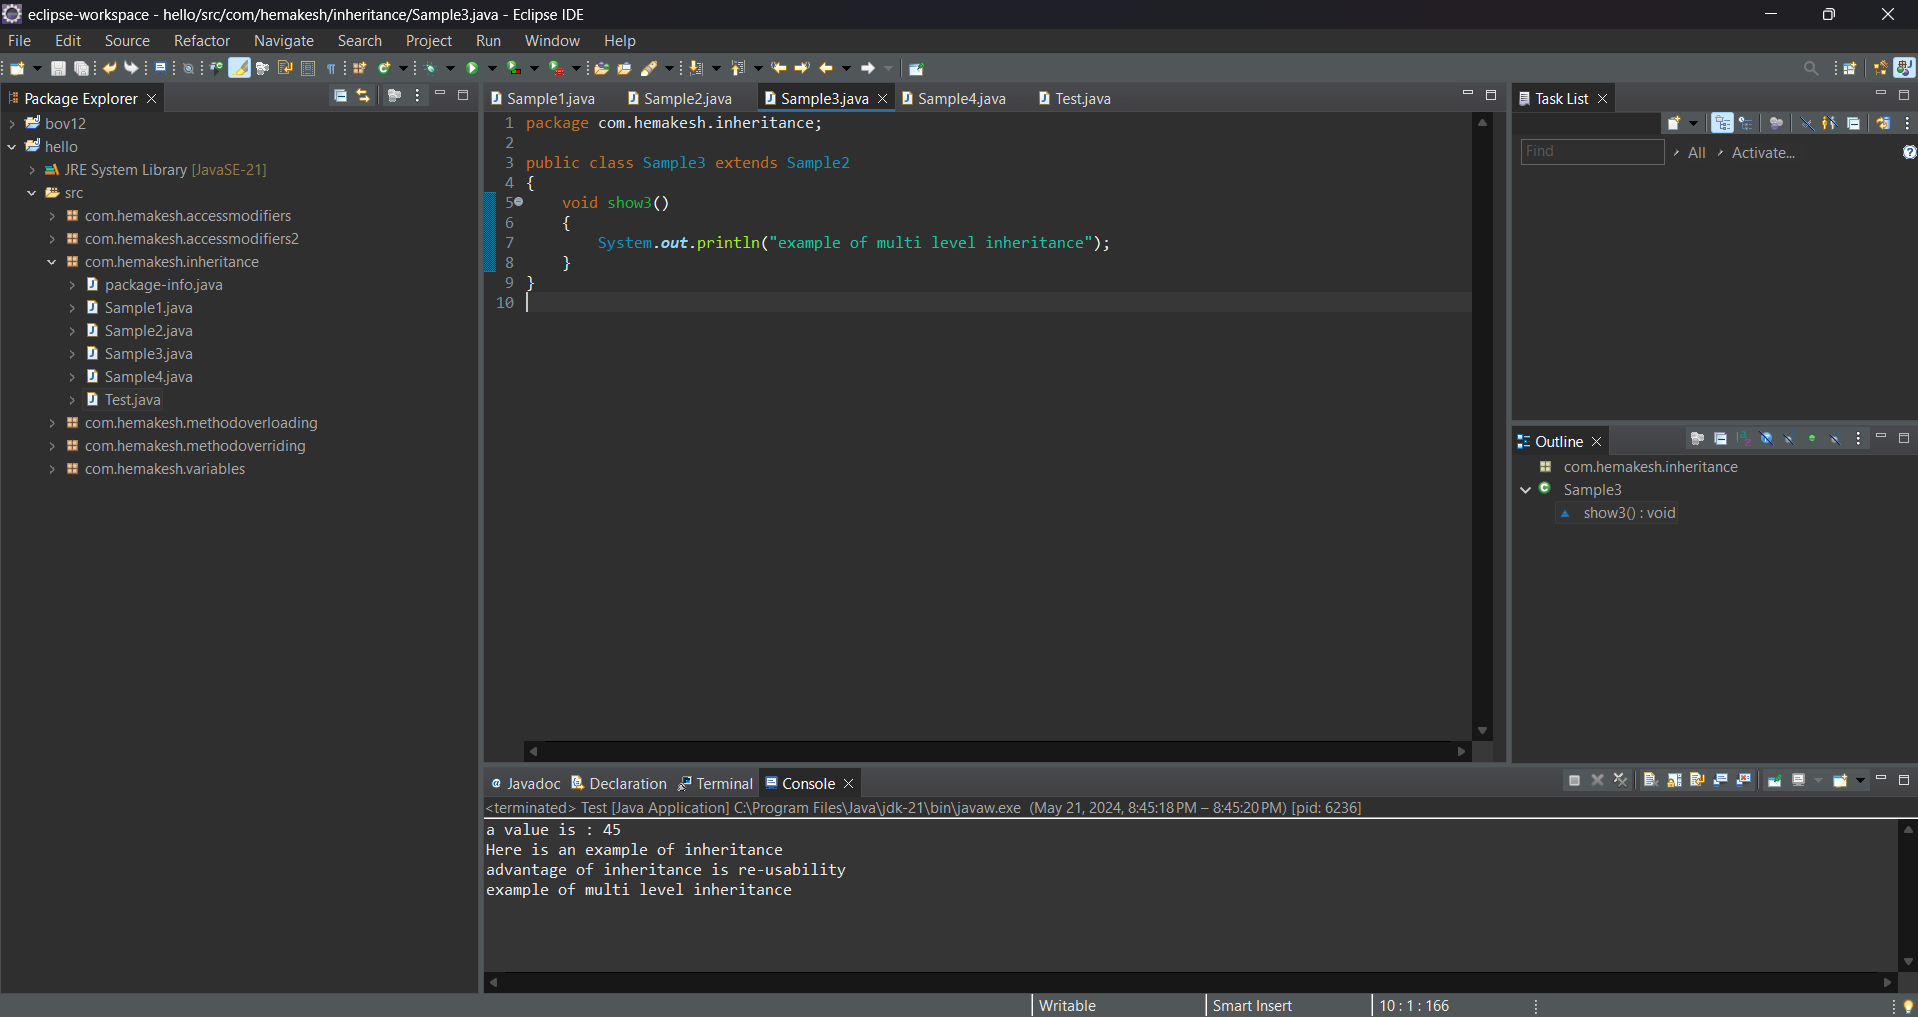 eclipse-workspace - hello/src/com/hemakesh/inheritance/Sample3.java - Eclipse IDE
File Edit Source Refactor Navigate Search Project Run Window Help
Package Explorer
bov12
hello
JRE System Library [JavaSE-21]
src
com.hemakesh.accessmodifiers
com.hemakesh.accessmodifiers2
com.hemakesh.inheritance
package-info.java
Sample1.java
Sample2.java
Sample3.java
Sample4.java
Test.java
com.hemakesh.methodoverloading
com.hemakesh.methodoverriding
com.hemakesh.variables
Sample1.java Sample2.java Sample3.java Sample4.java Test.java
1 package com.hemakesh.inheritance;
2
3 public class Sample3 extends Sample2
4 {
5 void show3()
6 {
7 System.out.println("example of multi level inheritance");
8 }
9 }
10
Task List
Find All Activate...
Outline
com.hemakesh.inheritance
Sample3
show3() : void
Javadoc Declaration Terminal Console
<terminated> Test [Java Application] C:\Program Files\Java\jdk-21\bin\javaw.exe (May 21, 2024, 8:45:18 PM – 8:45:20 PM) [pid: 6236]
a value is : 45
Here is an example of inheritance
advantage of inheritance is re-usability
example of multi level inheritance
Writable Smart Insert 10 : 1 : 166